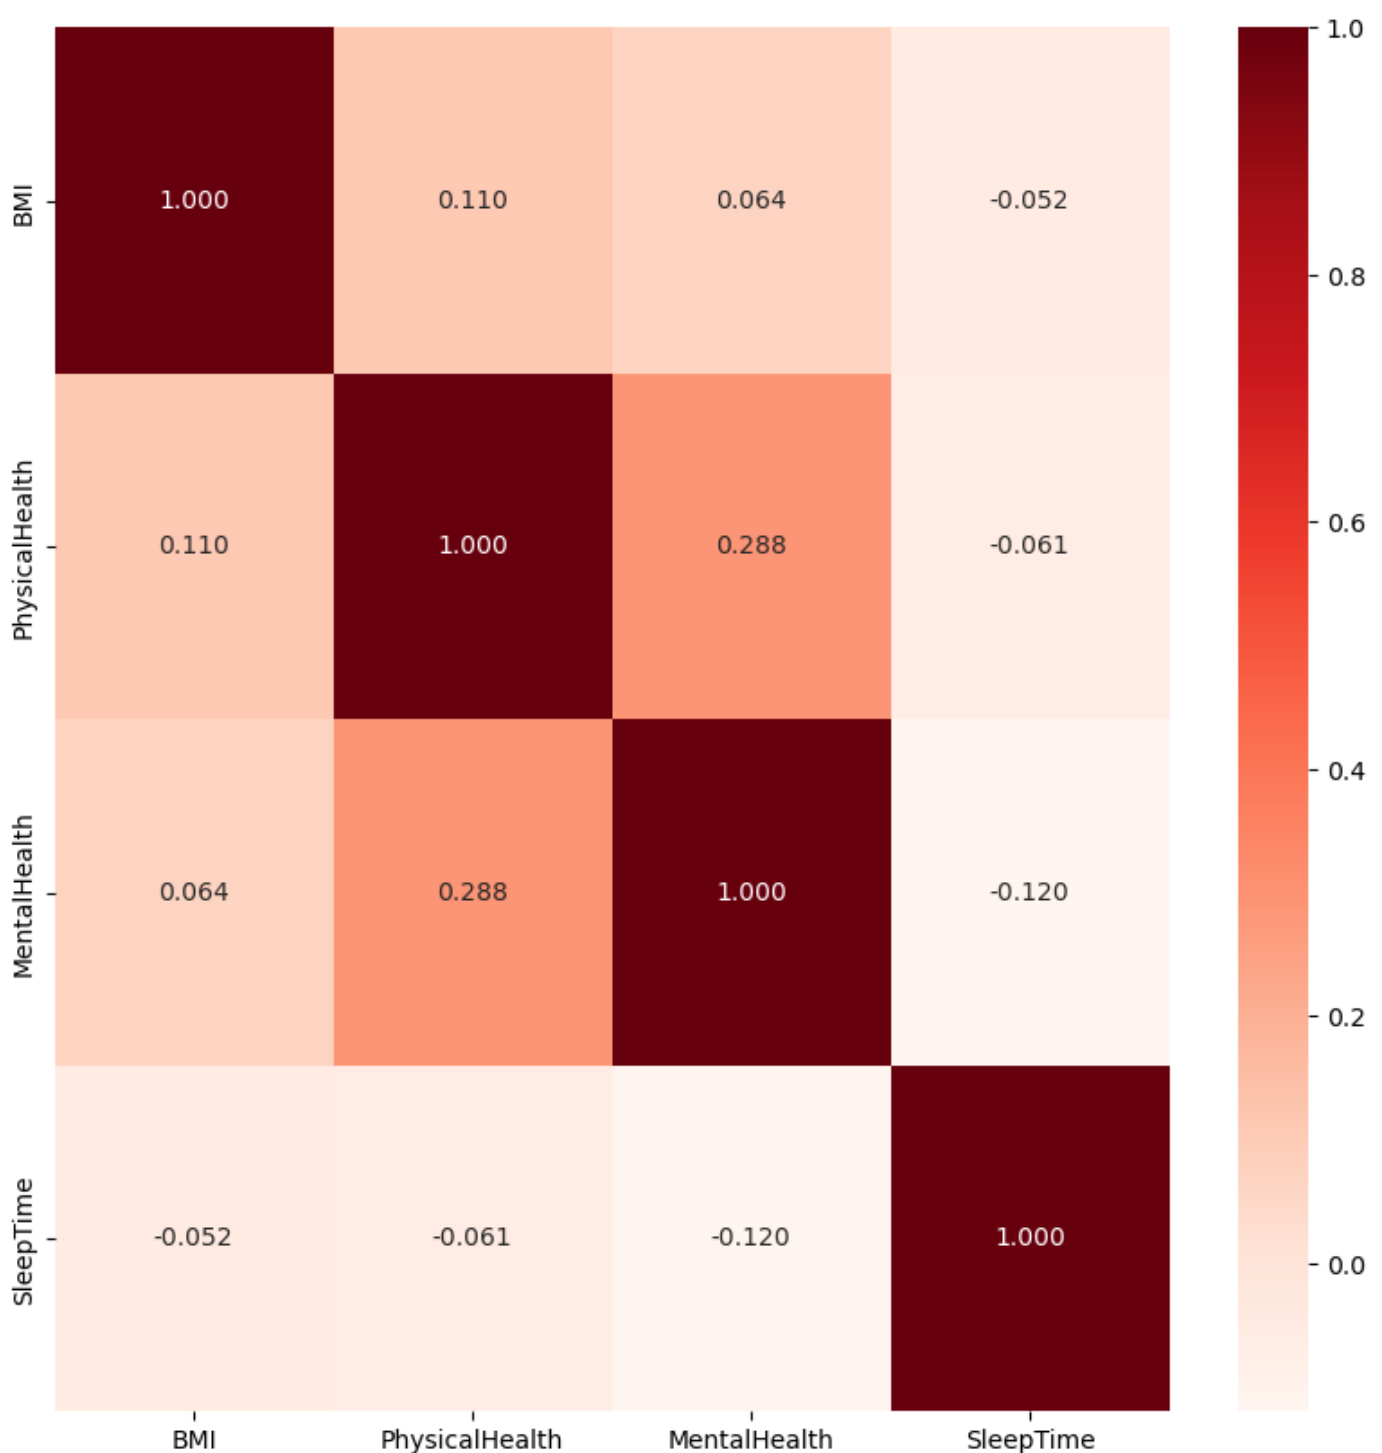 BMI 1.000 0.110 0.064 -0.052
PhysicalHealth 0.110 1.000 0.288 -0.061
MentalHealth 0.064 0.288 1.000 -0.120
SleepTime -0.052 -0.061 -0.120 1.000
BMI PhysicalHealth MentalHealth SleepTime
1.0
0.8
0.6
0.4
0.2
0.0